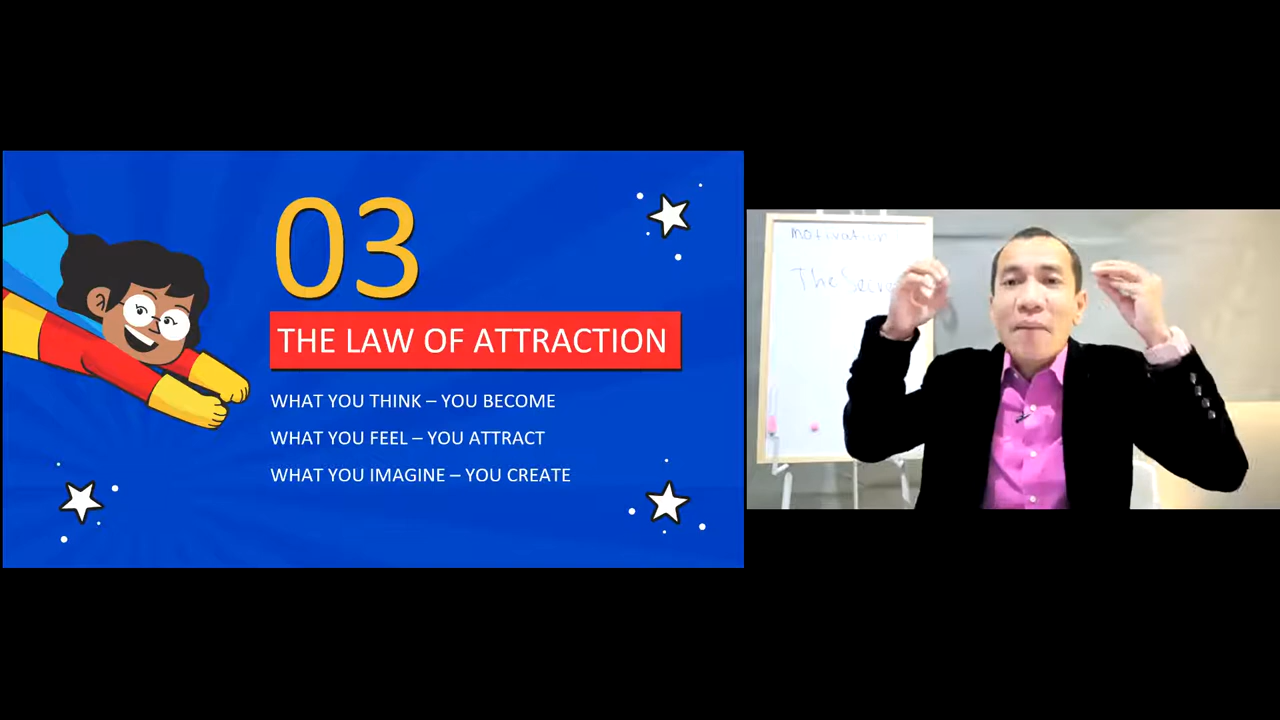 03
THE LAW OF ATTRACTION
WHAT YOU THINK – YOU BECOME
WHAT YOU FEEL – YOU ATTRACT
WHAT YOU IMAGINE – YOU CREATE
motivation
The